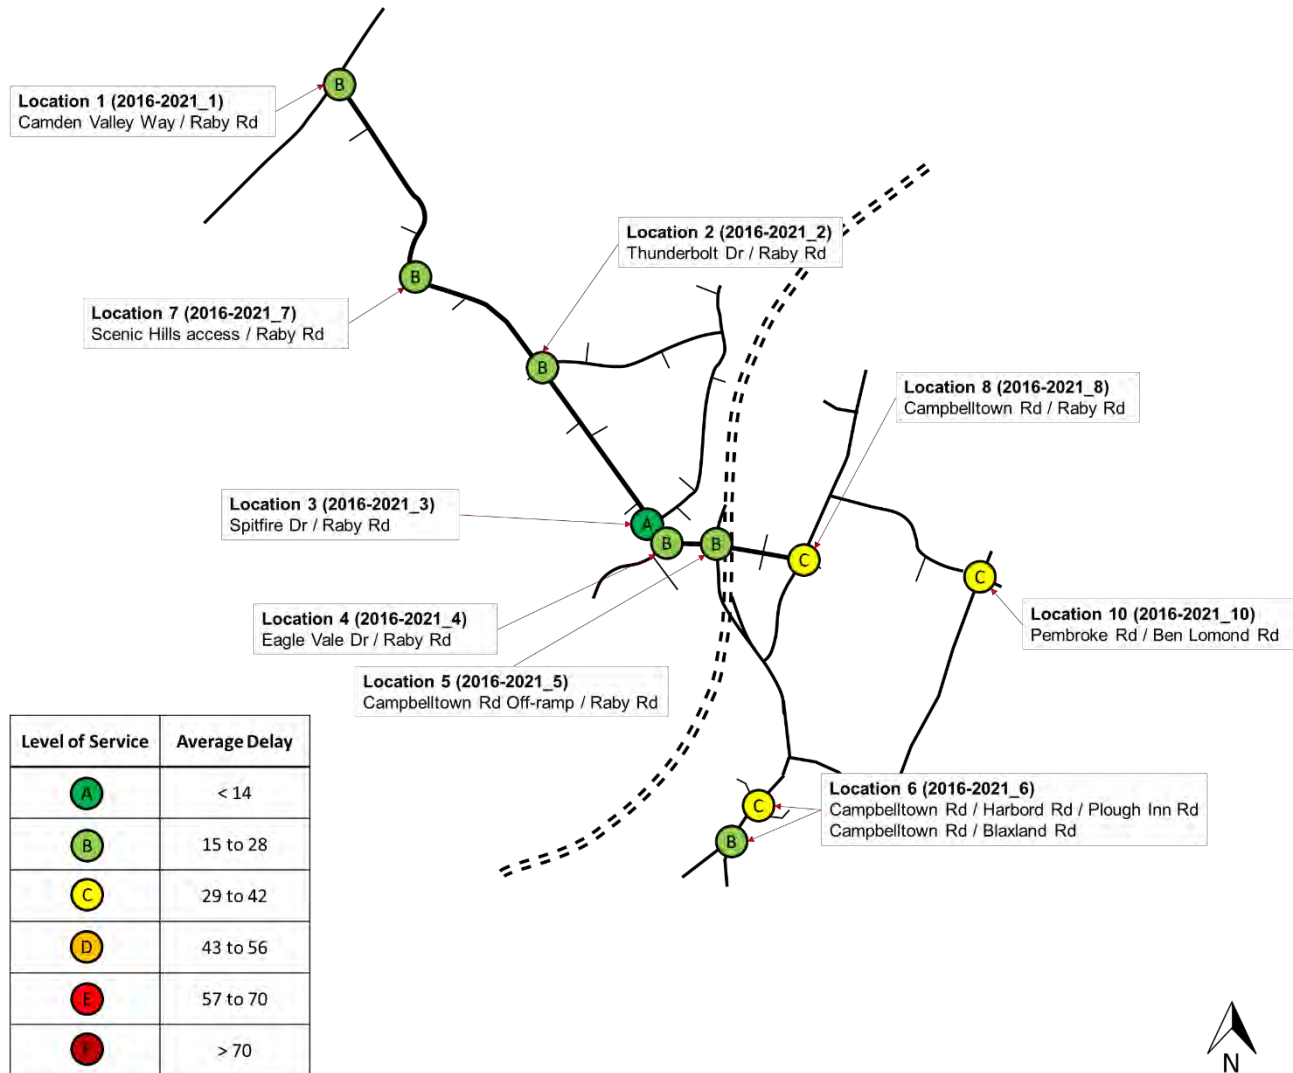 B
Location 1 (2016-2021_1)
Camden Valley Way / Raby Rd
Location 2 (2016-2021_2)
Thunderbolt Dr / Raby Rd
B
Location 7 (2016-2021_7)
Scenic Hills access / Raby Rd
B
Location 8 (2016-2021_8)
Campbelltown Rd / Raby Rd
Location 3 (2016-2021_3)
Spitfire Dr / Raby Rd
A
B
B
C
C
Location 4 (2016-2021_4)
Eagle Vale Dr / Raby Rd
Location 10 (2016-2021_10)
Pembroke Rd / Ben Lomond Rd
Location 5 (2016-2021_5)
Campbelltown Rd Off-ramp / Raby Rd
Location 6 (2016-2021_6)
Campbelltown Rd / Harbord Rd / Plough Inn Rd
Campbelltown Rd / Blaxland Rd
C
B
Level of Service Average Delay
A < 14
B 15 to 28
C 29 to 42
D 43 to 56
E 57 to 70
F > 70
N